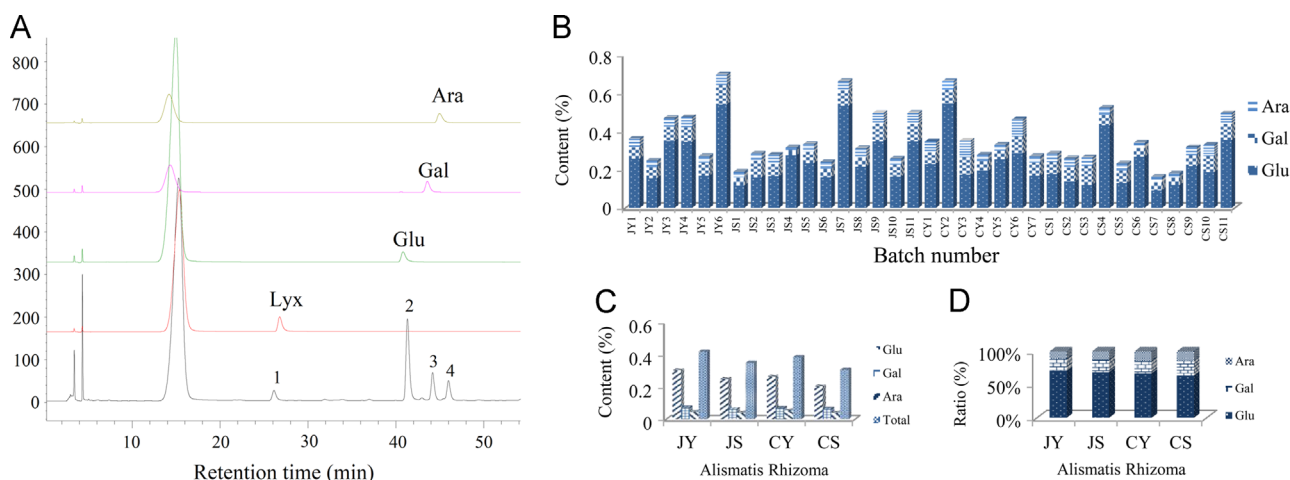 A
800
700
600
500
400
300
200
100
0
Ara
Gal
Glu
Lyx
1
2
3
4
10 20 30 40 50
Retention time (min)
B
Content (%)
0.8
0.6
0.4
0.2
0
JY1 JY2 JY3 JY4 JY5 JY6 JS1 JS2 JS3 JS4 JS5 JS6 JS7 JS8 JS9 JS10 JS11 CY1 CY2 CY3 CY4 CY5 CY6 CY7 CS1 CS2 CS3 CS4 CS5 CS6 CS7 CS8 CS9 CS10 CS11
Batch number
Ara
Gal
Glu
C
Content (%)
0.6
0.4
0.2
0
JY JS CY CS
Alismatis Rhizoma
Glu
Gal
Ara
Total
D
Ratio (%)
100%
50%
0%
JY JS CY CS
Alismatis Rhizoma
Ara
Gal
Glu